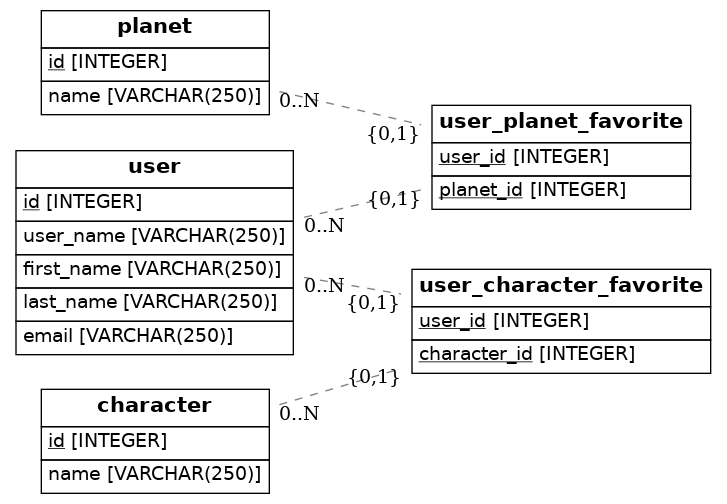 planet
id [INTEGER]
name [VARCHAR(250)]
0..N
{0,1}
user_planet_favorite
user_id [INTEGER]
planet_id [INTEGER]
user
id [INTEGER]
user_name [VARCHAR(250)]
first_name [VARCHAR(250)]
last_name [VARCHAR(250)]
email [VARCHAR(250)]
{0,1}
0..N
0..N
{0,1}
user_character_favorite
user_id [INTEGER]
character_id [INTEGER]
{0,1}
0..N
character
id [INTEGER]
name [VARCHAR(250)]